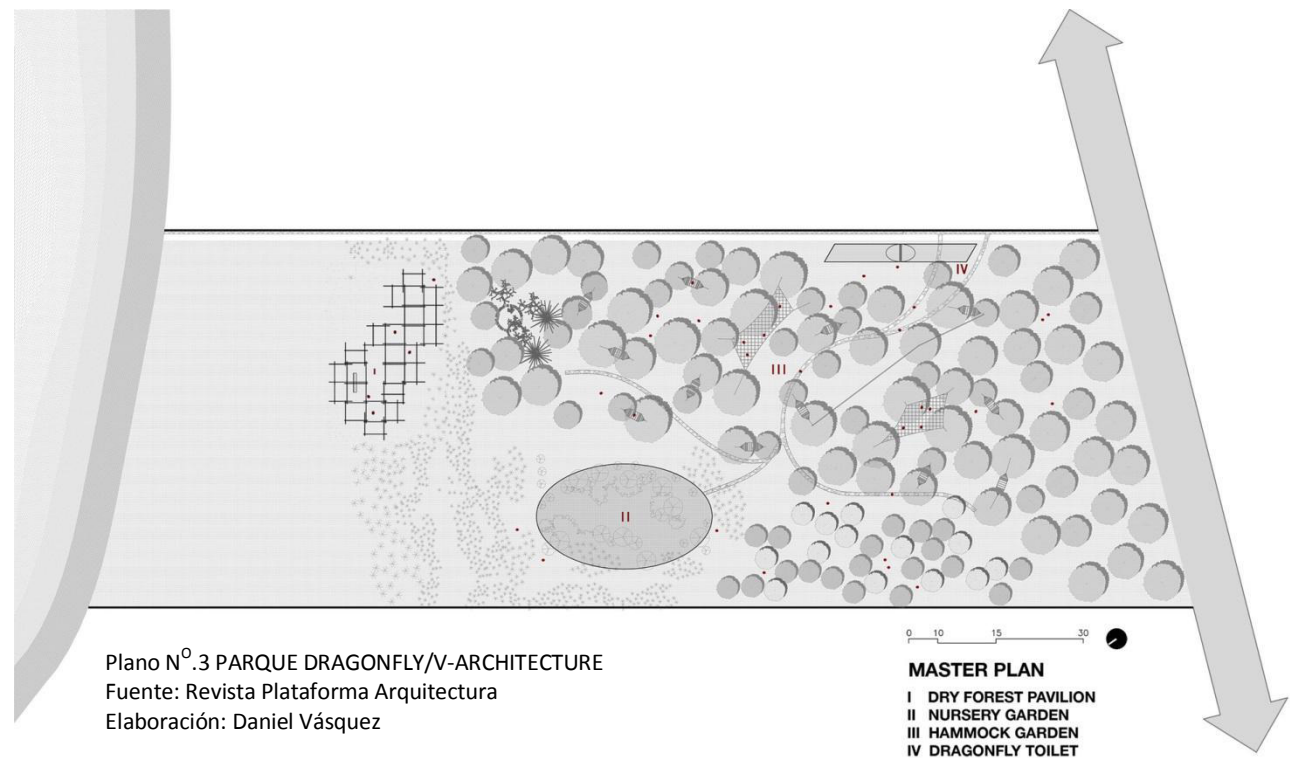 IV
I
III
II
0 10 15 30
Plano Nº.3 PARQUE DRAGONFLY/V-ARCHITECTURE
Fuente: Revista Plataforma Arquitectura
Elaboración: Daniel Vásquez
MASTER PLAN
I DRY FOREST PAVILION
II NURSERY GARDEN
III HAMMOCK GARDEN
IV DRAGONFLY TOILET